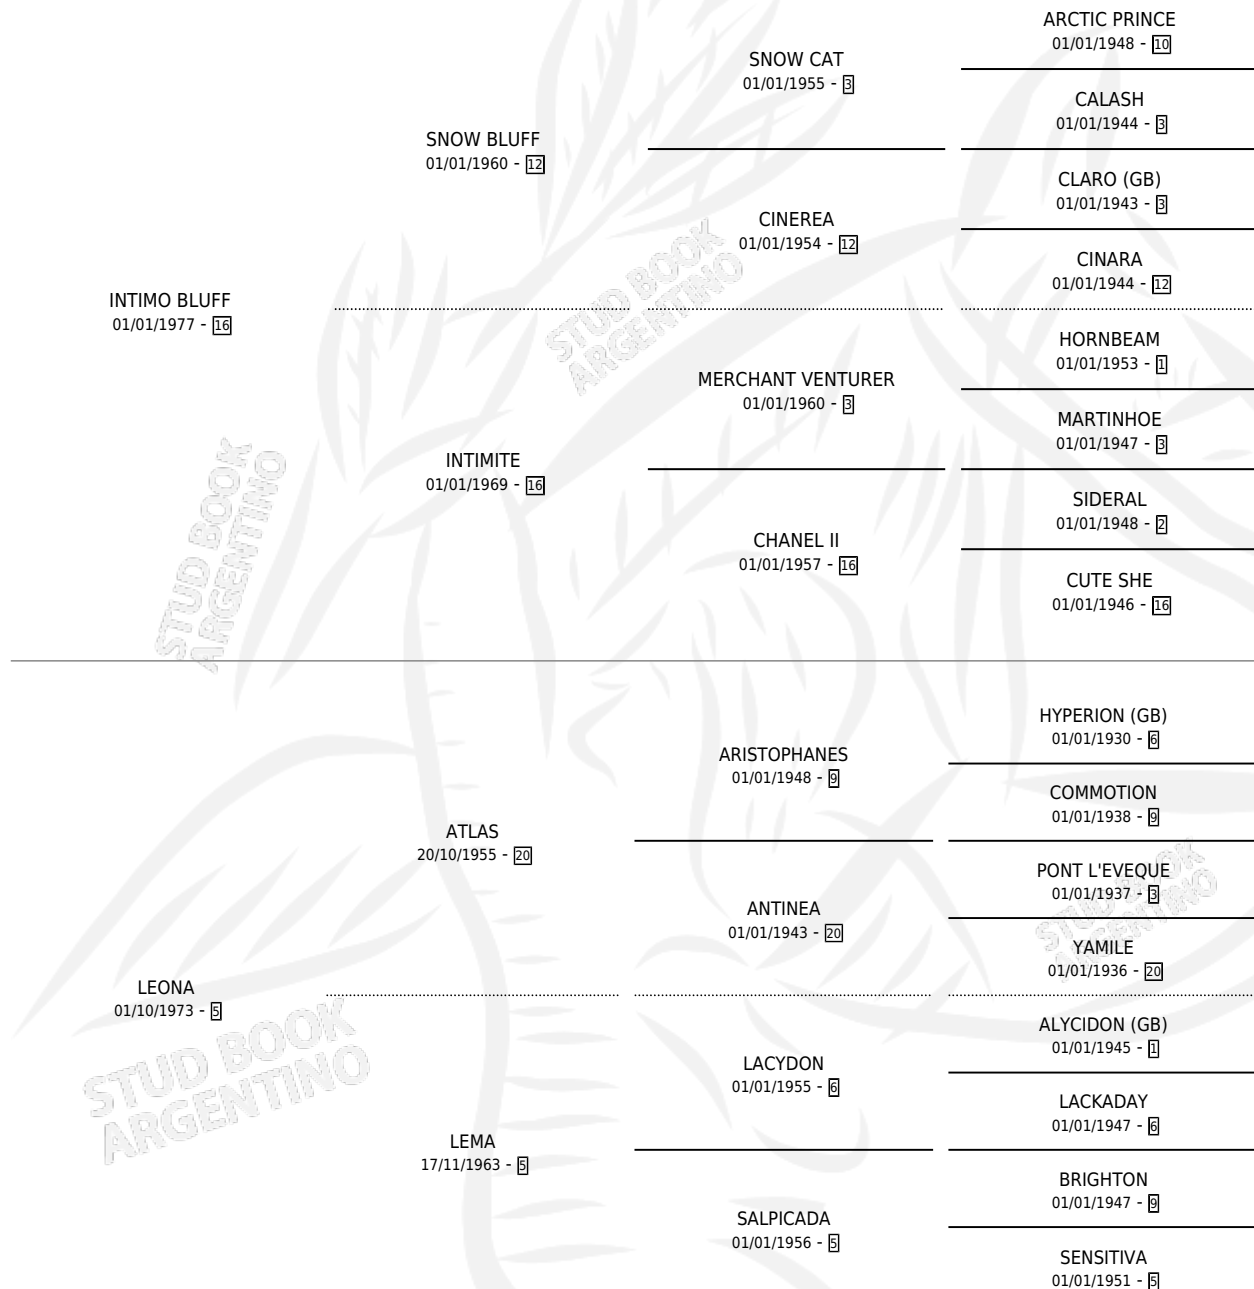 ARCTIC PRINCE
01/01/1948 - 10
SNOW CAT
01/01/1955 - 3
CALASH
01/01/1944 - 3
SNOW BLUFF
01/01/1960 - 12
CLARO (GB)
01/01/1943 - 3
CINEREA
01/01/1954 - 12
CINARA
01/01/1944 - 12
INTIMO BLUFF
01/01/1977 - 16
HORNBEAM
01/01/1953 - 1
MERCHANT VENTURER
01/01/1960 - 3
MARTINHOE
01/01/1947 - 3
INTIMITE
01/01/1969 - 16
SIDERAL
01/01/1948 - 2
CHANEL II
01/01/1957 - 16
CUTE SHE
01/01/1946 - 16
HYPERION (GB)
01/01/1930 - 6
ARISTOPHANES
01/01/1948 - 9
COMMOTION
01/01/1938 - 9
ATLAS
20/10/1955 - 20
PONT L'EVEQUE
01/01/1937 - 3
ANTINEA
01/01/1943 - 20
YAMILE
01/01/1936 - 20
LEONA
01/10/1973 - 5
ALYCIDON (GB)
01/01/1945 - 1
LACYDON
01/01/1955 - 6
LACKADAY
01/01/1947 - 6
LEMA
17/11/1963 - 5
BRIGHTON
01/01/1947 - 9
SALPICADA
01/01/1956 - 5
SENSITIVA
01/01/1951 - 5
STUD BOOK
ARGENTINO
STUD BOOK
ARGENTINO
STUD BOOK
ARGENTINO
STUD BOOK
ARGENTINO